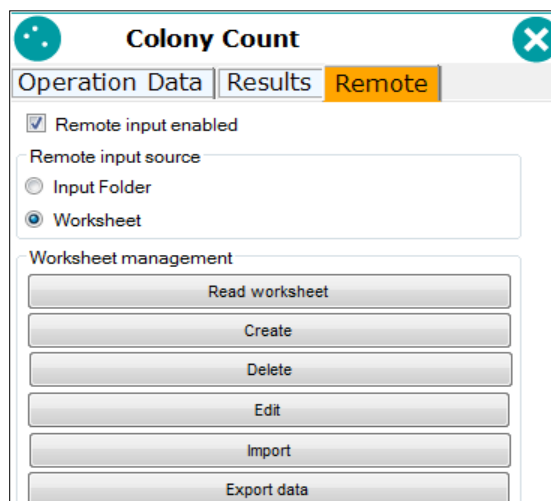 Colony Count
Operation Data Results Remote
Remote input enabled
Remote input source
Input Folder
Worksheet
Worksheet management
Read worksheet
Create
Delete
Edit
Import
Export data